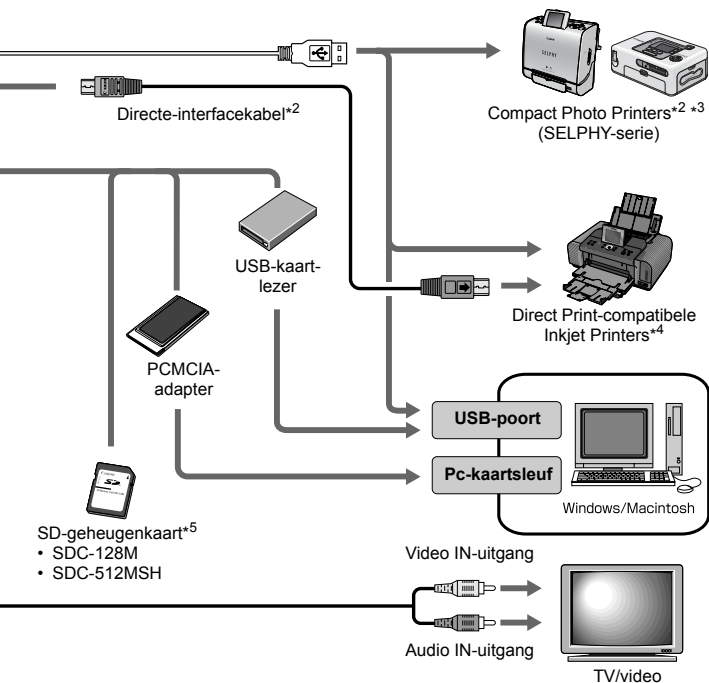 SELPHY
Directe-interfacekabel*2
Compact Photo Printers*2 *3
(SELPHY-serie)
USB-kaart-
lezer
Direct Print-compatibele
Inkjet Printers*4
PCMCIA-
adapter
USB-poort
Pc-kaartsleuf
Windows/Macintosh
SD-geheugenkaart*5
• SDC-128M
• SDC-512MSH
Video IN-uitgang
Audio IN-uitgang
TV/video